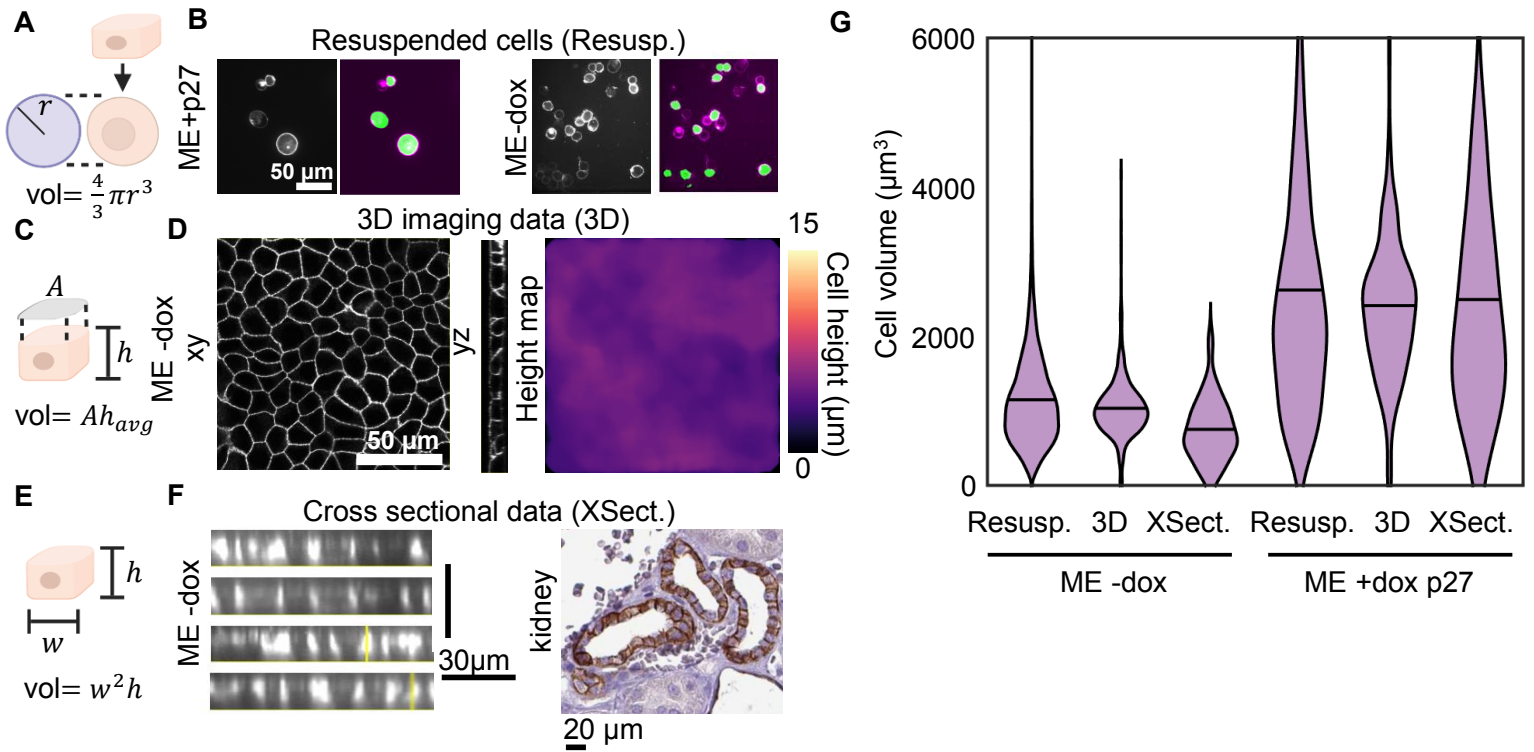 A
r
vol= 4/3 πr³
B
Resuspended cells (Resusp.)
ME+p27
50 µm
ME-dox
C
A
h
vol= Ah_avg
D
3D imaging data (3D)
ME -dox
xy
50 µm
yz
Height map
15
Cell height (µm)
0
E
h
w
vol= w²h
F
Cross sectional data (XSect.)
ME -dox
30µm
kidney
20 µm
G
Cell volume (µm³)
6000
4000
2000
0
Resusp. 3D XSect. Resusp. 3D XSect.
ME -dox ME +dox p27